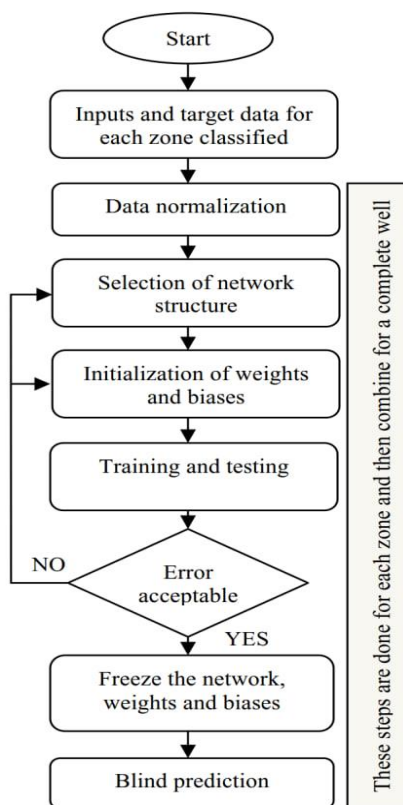 Start
Inputs and target data for
each zone classified
Data normalization
Selection of network
structure
Initialization of weights
and biases
Training and testing
NO
Error
acceptable
YES
Freeze the network,
weights and biases
Blind prediction
These steps are done for each zone and then combine for a complete well